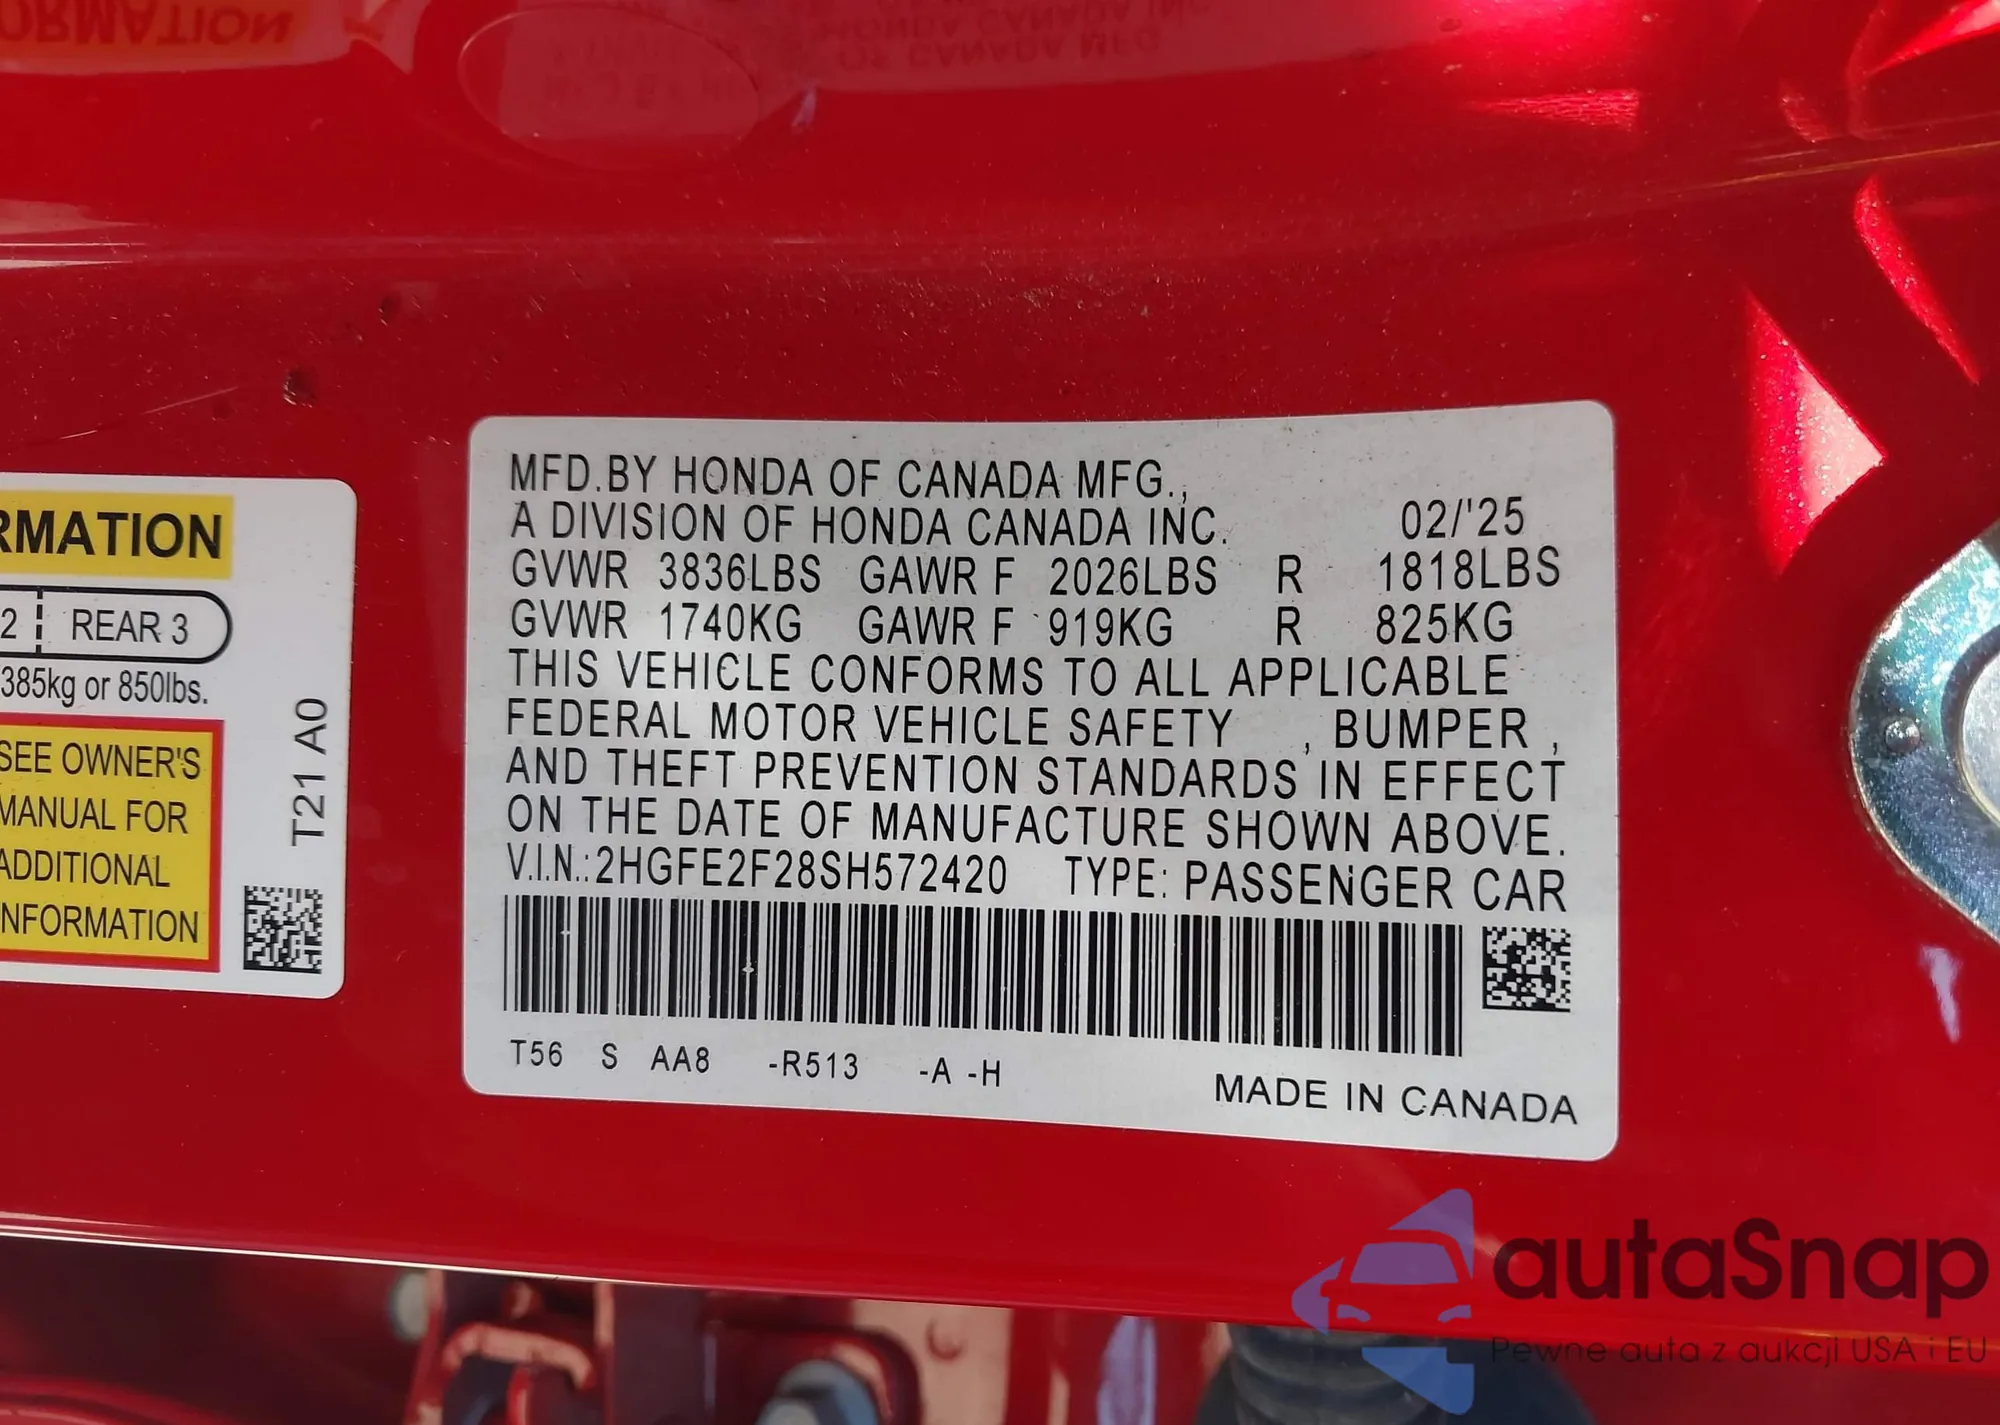 RMATION
2 REAR 3
385kg or 850lbs.
SEE OWNER'S
MANUAL FOR
ADDITIONAL
INFORMATION
T21 A0
MFD.BY HONDA OF CANADA MFG.,
A DIVISION OF HONDA CANADA INC. 02/'25
GVWR 3836LBS GAWR F 2026LBS R 1818LBS
GVWR 1740KG GAWR F 919KG R 825KG
THIS VEHICLE CONFORMS TO ALL APPLICABLE
FEDERAL MOTOR VEHICLE SAFETY , BUMPER ,
AND THEFT PREVENTION STANDARDS IN EFFECT
ON THE DATE OF MANUFACTURE SHOWN ABOVE.
V.I.N.:2HGFE2F28SH572420 TYPE: PASSENGER CAR
T56 S AA8 -R513 -A -H
MADE IN CANADA
autaSnap
Pewne auta z aukcji USA i EU